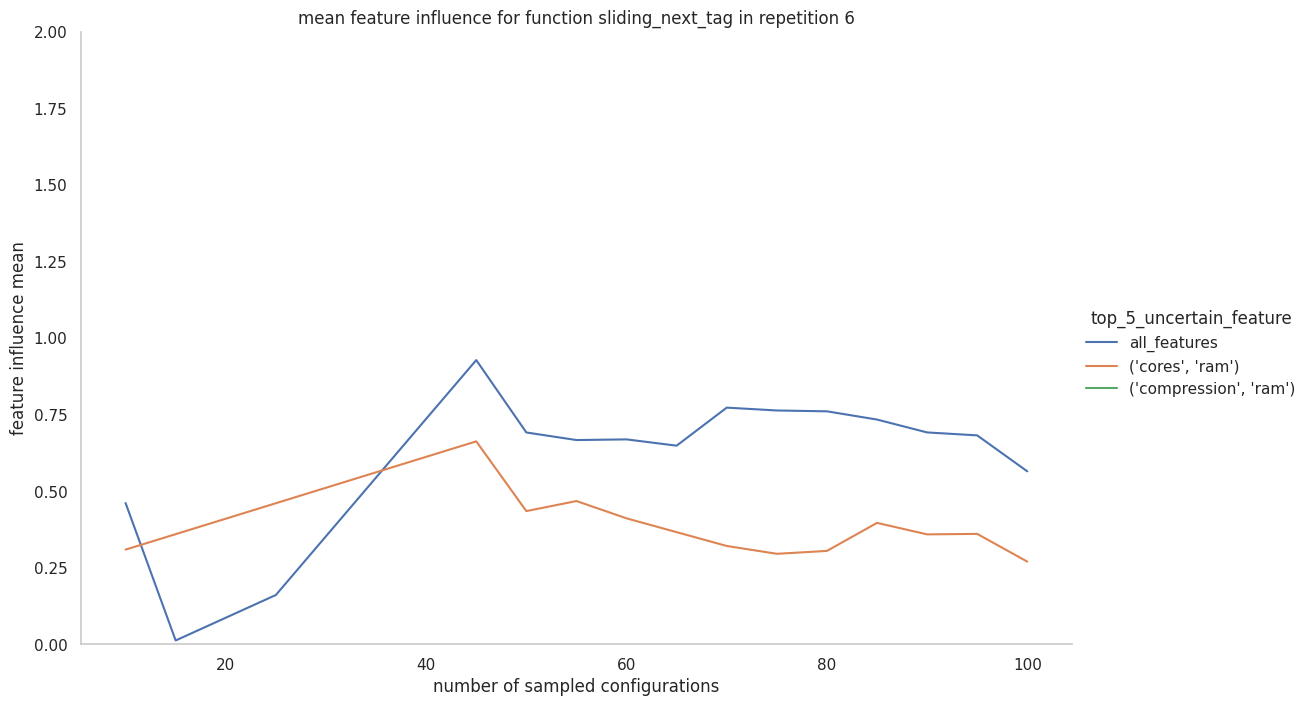 mean feature influence for function sliding_next_tag in repetition 6
2.00
1.75
1.50
1.25
1.00
0.75
0.50
0.25
0.00
feature influence mean
20
40
60
80
100
number of sampled configurations
top_5_uncertain_feature
all_features
('cores', 'ram')
('compression', 'ram')